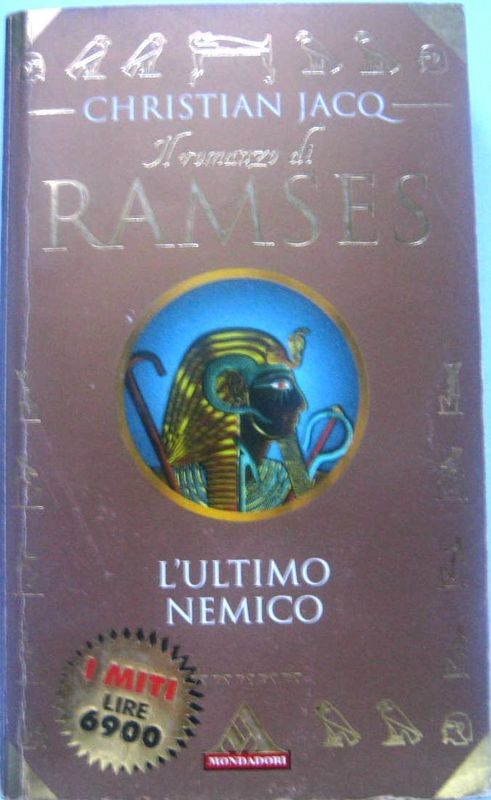 CHRISTIAN JACQ
Il romanzo di
RAMSES
L'ULTIMO
NEMICO
I MITI
LIRE
6900
MONDADORI